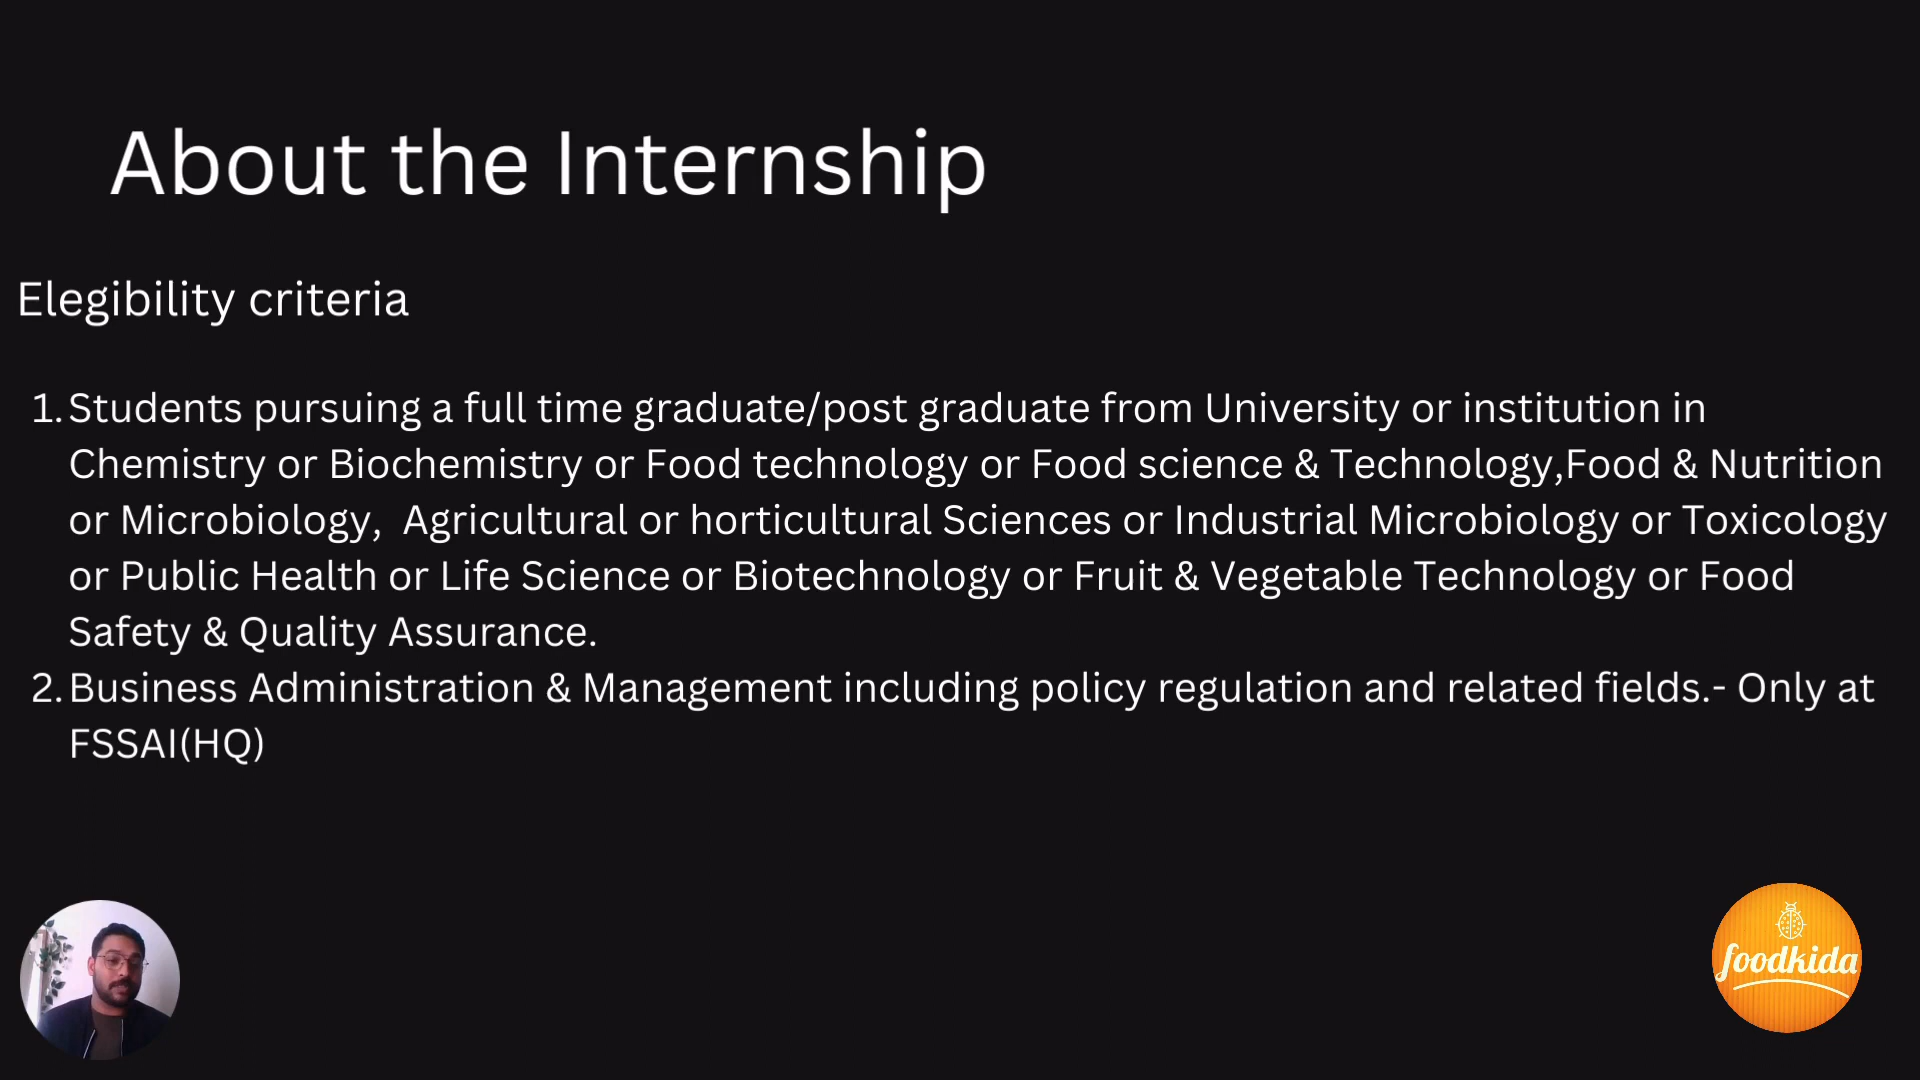 About the Internship
Elegibility criteria
1. Students pursuing a full time graduate/post graduate from University or institution in
Chemistry or Biochemistry or Food technology or Food science & Technology,Food & Nutrition
or Microbiology,  Agricultural or horticultural Sciences or Industrial Microbiology or Toxicology
or Public Health or Life Science or Biotechnology or Fruit & Vegetable Technology or Food
Safety & Quality Assurance.
2. Business Administration & Management including policy regulation and related fields.- Only at
FSSAI(HQ)
foodkida